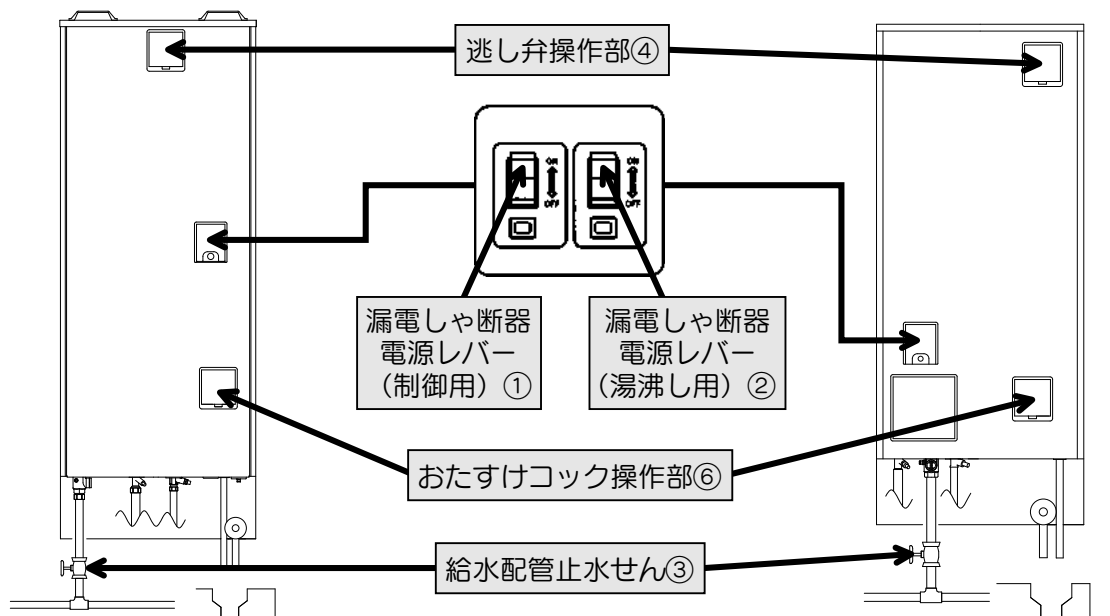 逃し弁操作部④
ON
OFF
ON
OFF
漏電しゃ断器
電源レバー
（制御用）①
漏電しゃ断器
電源レバー
（湯沸し用）②
おたすけコック操作部⑥
給水配管止水せん③